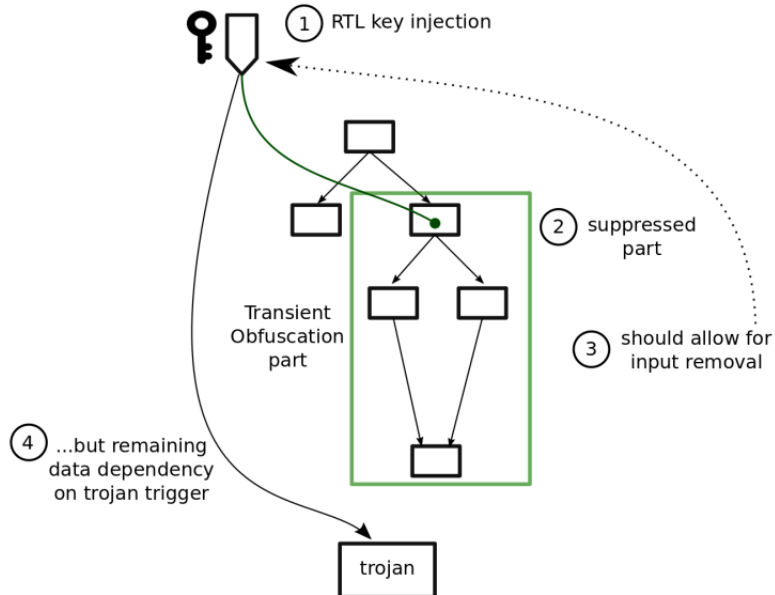 1 RTL key injection
2 suppressed
part
Transient
Obfuscation
part
3 should allow for
input removal
4 ...but remaining
data dependency
on trojan trigger
trojan